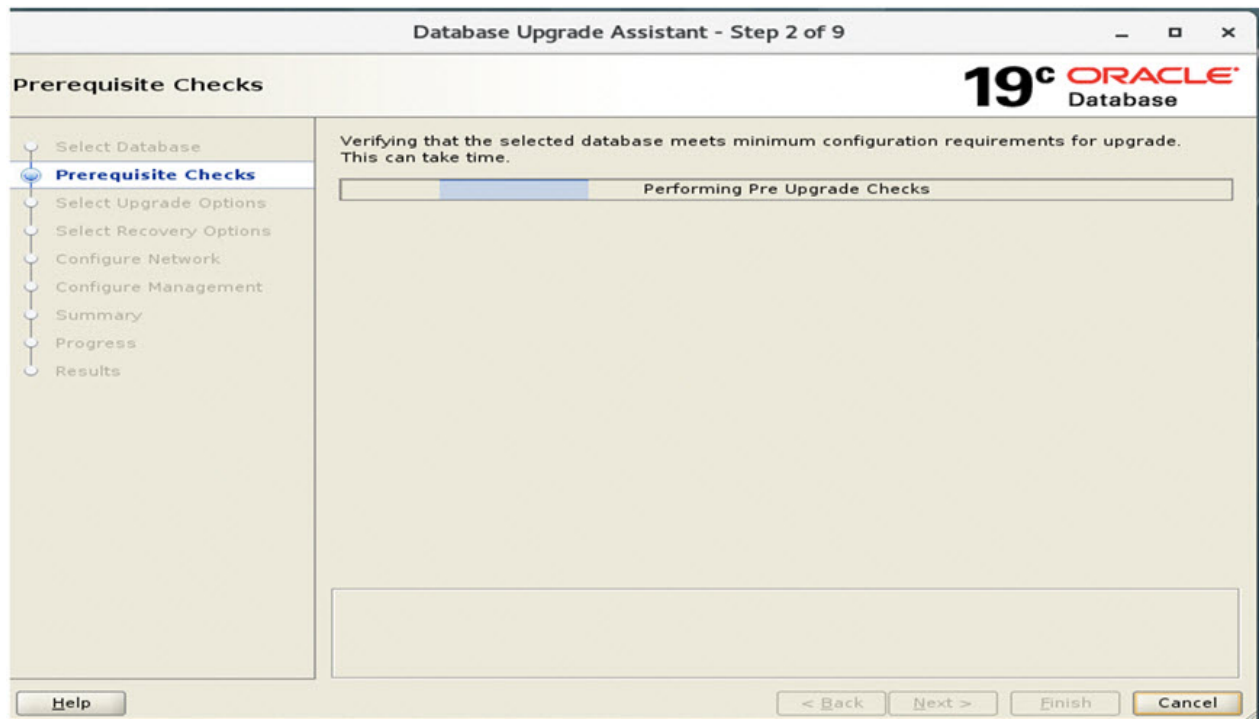 Database Upgrade Assistant - Step 2 of 9
Prerequisite Checks
19c ORACLE
Database
Select Database
Prerequisite Checks
Select Upgrade Options
Select Recovery Options
Configure Network
Configure Management
Summary
Progress
Results
Verifying that the selected database meets minimum configuration requirements for upgrade.
This can take time.
Performing Pre Upgrade Checks
Help
< Back
Next >
Finish
Cancel